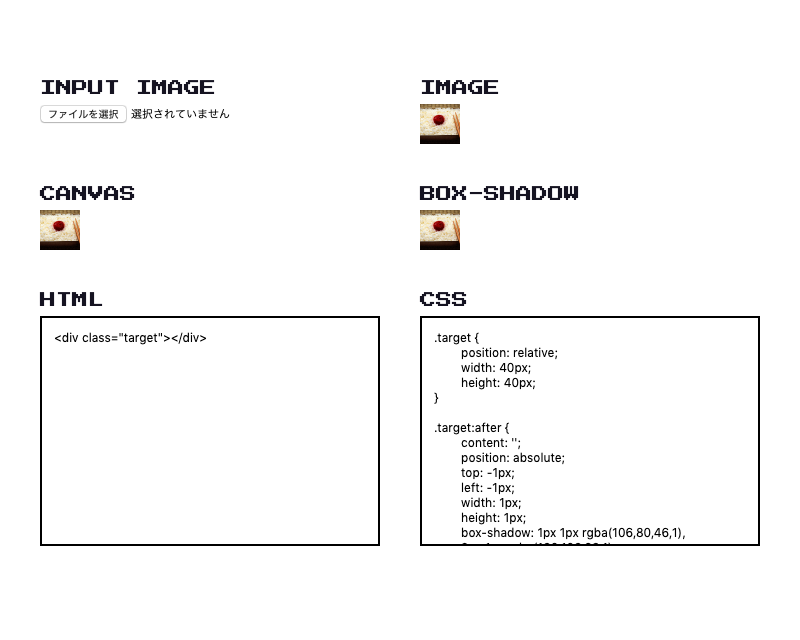 INPUT IMAGE
ファイルを選択 選択されていません
IMAGE
CANVAS
BOX-SHADOW
HTML
<div class="target"></div>
CSS
.target {
position: relative;
width: 40px;
height: 40px;
}
.target:after {
content: '';
position: absolute;
top: -1px;
left: -1px;
width: 1px;
height: 1px;
box-shadow: 1px 1px rgba(106,80,46,1),